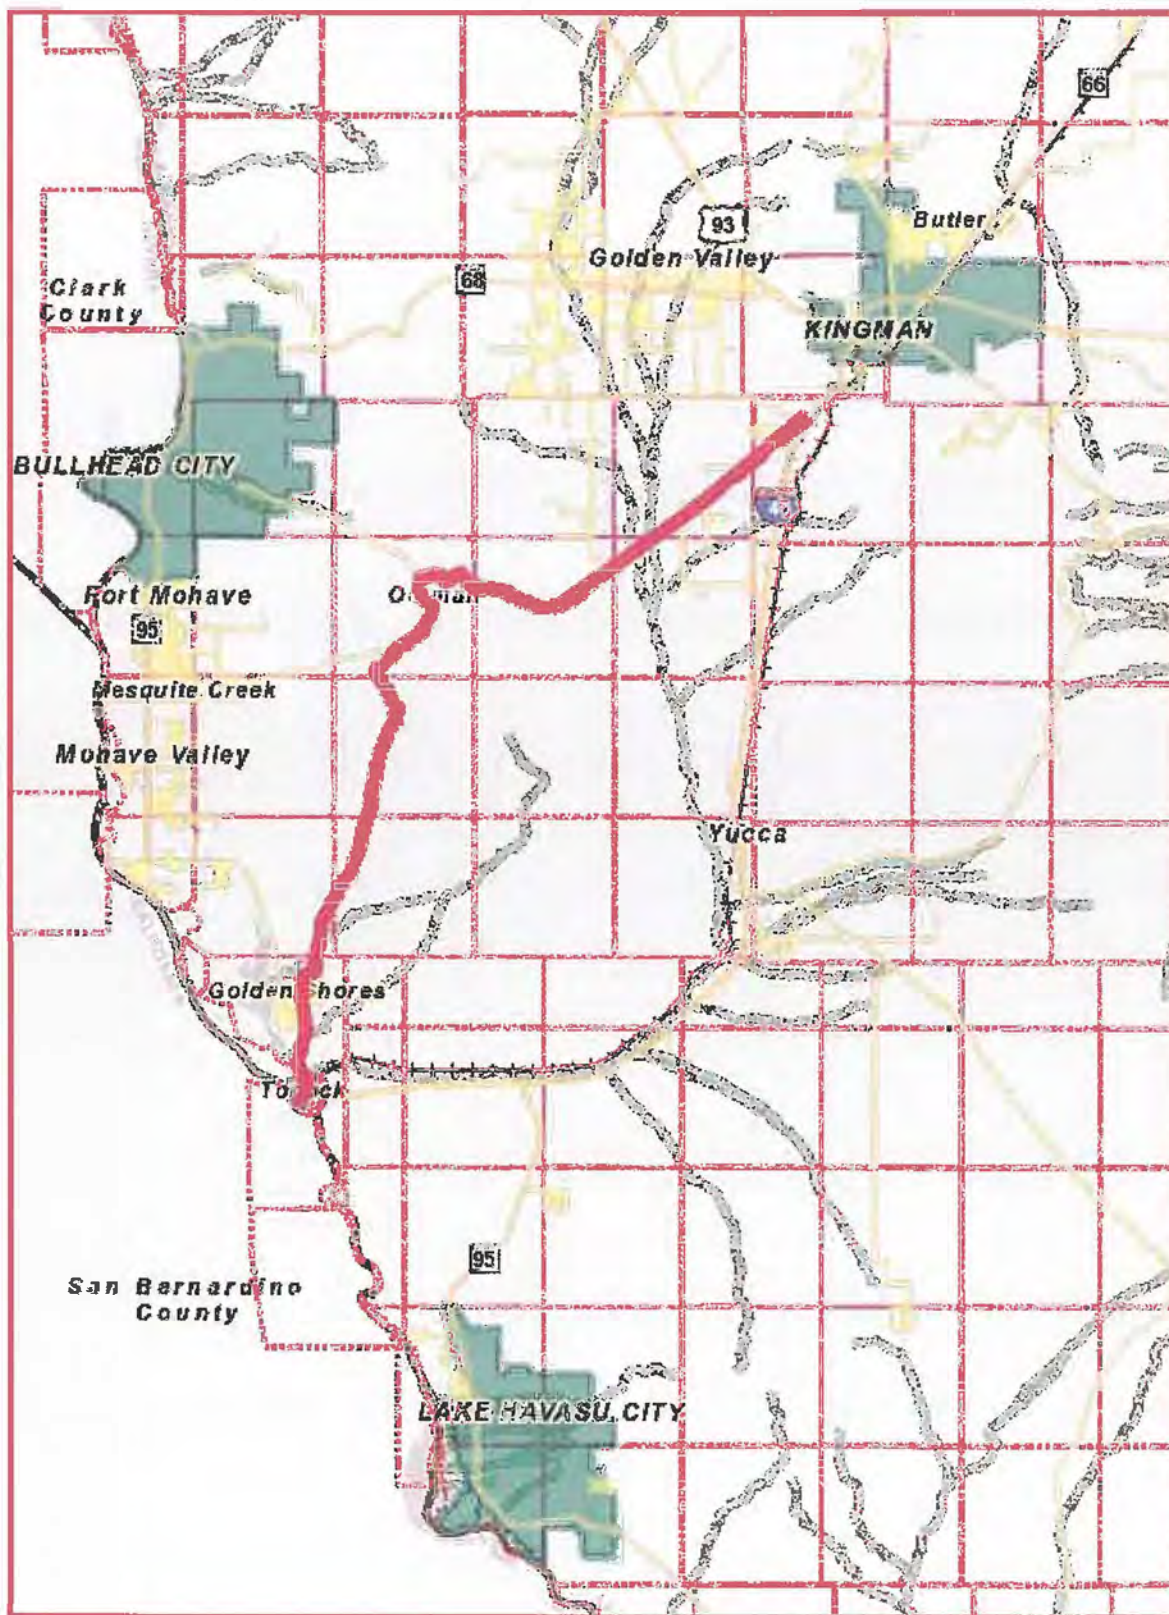 66
Butler
93
Golden Valley
68
Clark
County
KINGMAN
BULLHEAD CITY
Fort Mohave
95
Mesquite Creek
Mohave Valley
Yucca
Golden Shores
San Bernardino
County
95
LAKE HAVASU CITY